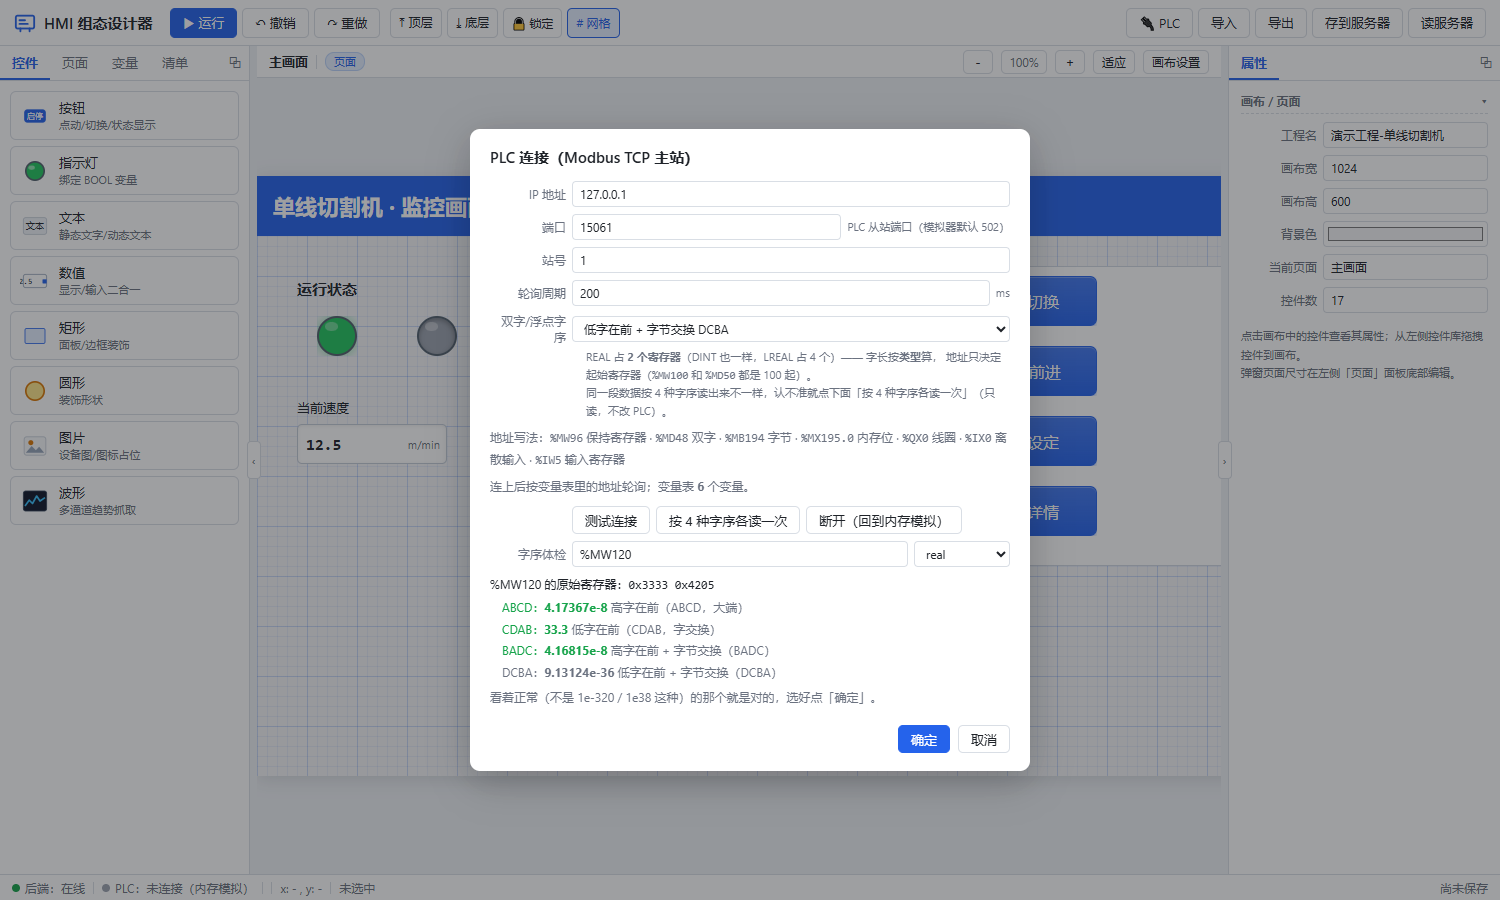 HMI 组态设计器
▶ 运行
↶ 撤销
↷ 重做
⤒ 顶层
⤓ 底层
🔒 锁定
# 网格
PLC
导入
导出
存到服务器
读服务器
控件
页面
变量
清单
启停
按钮
点动/切换/状态显示
指示灯
绑定 BOOL 变量
文本
文本
静态文字/动态文本
数值
显示/输入二合一
矩形
面板/边框装饰
圆形
装饰形状
图片
设备图/图标占位
波形
多通道趋势抓取
主画面
页面
-
100%
+
适应
画布设置
单线切割机 · 监控画面
运行状态
当前速度
12.5
m/min
切换
前进
设定
详情
PLC 连接（Modbus TCP 主站）
IP 地址
127.0.0.1
端口
15061
PLC 从站端口（模拟器默认 502）
站号
1
轮询周期
200
ms
双字/浮点字序
低字在前 + 字节交换 DCBA
REAL 占 2 个寄存器（DINT 也一样，LREAL 占 4 个）—— 字长按类型算，地址只决定
起始寄存器（%MW100 和 %MD50 都是 100 起）。
同一段数据按 4 种字序读出来不一样，认不准就点下面「按 4 种字序各读一次」（只
读，不改 PLC）。
地址写法：%MW96 保持寄存器 · %MD48 双字 · %MB194 字节 · %MX195.0 内存位 · %QX0 线圈 · %IX0 离
散输入 · %IW5 输入寄存器
连上后按变量表里的地址轮询；变量表 6 个变量。
测试连接
按 4 种字序各读一次
断开（回到内存模拟）
字序体检
%MW120
real
%MW120 的原始寄存器：0x3333 0x4205
ABCD：4.17367e-8 高字在前（ABCD，大端）
CDAB：33.3 低字在前（CDAB，字交换）
BADC：4.16815e-8 高字在前 + 字节交换（BADC）
DCBA：9.13124e-36 低字在前 + 字节交换（DCBA）
看着正常（不是 1e-320 / 1e38 这种）的那个就是对的，选好点「确定」。
确定
取消
属性
画布 / 页面
工程名
演示工程-单线切割机
画布宽
1024
画布高
600
背景色
当前页面
主画面
控件数
17
点击画布中的控件查看其属性；从左侧控件库拖拽
控件到画布。
弹窗页面尺寸在左侧「页面」面板底部编辑。
后端：在线
PLC：未连接（内存模拟）
x: - , y: -
未选中
尚未保存